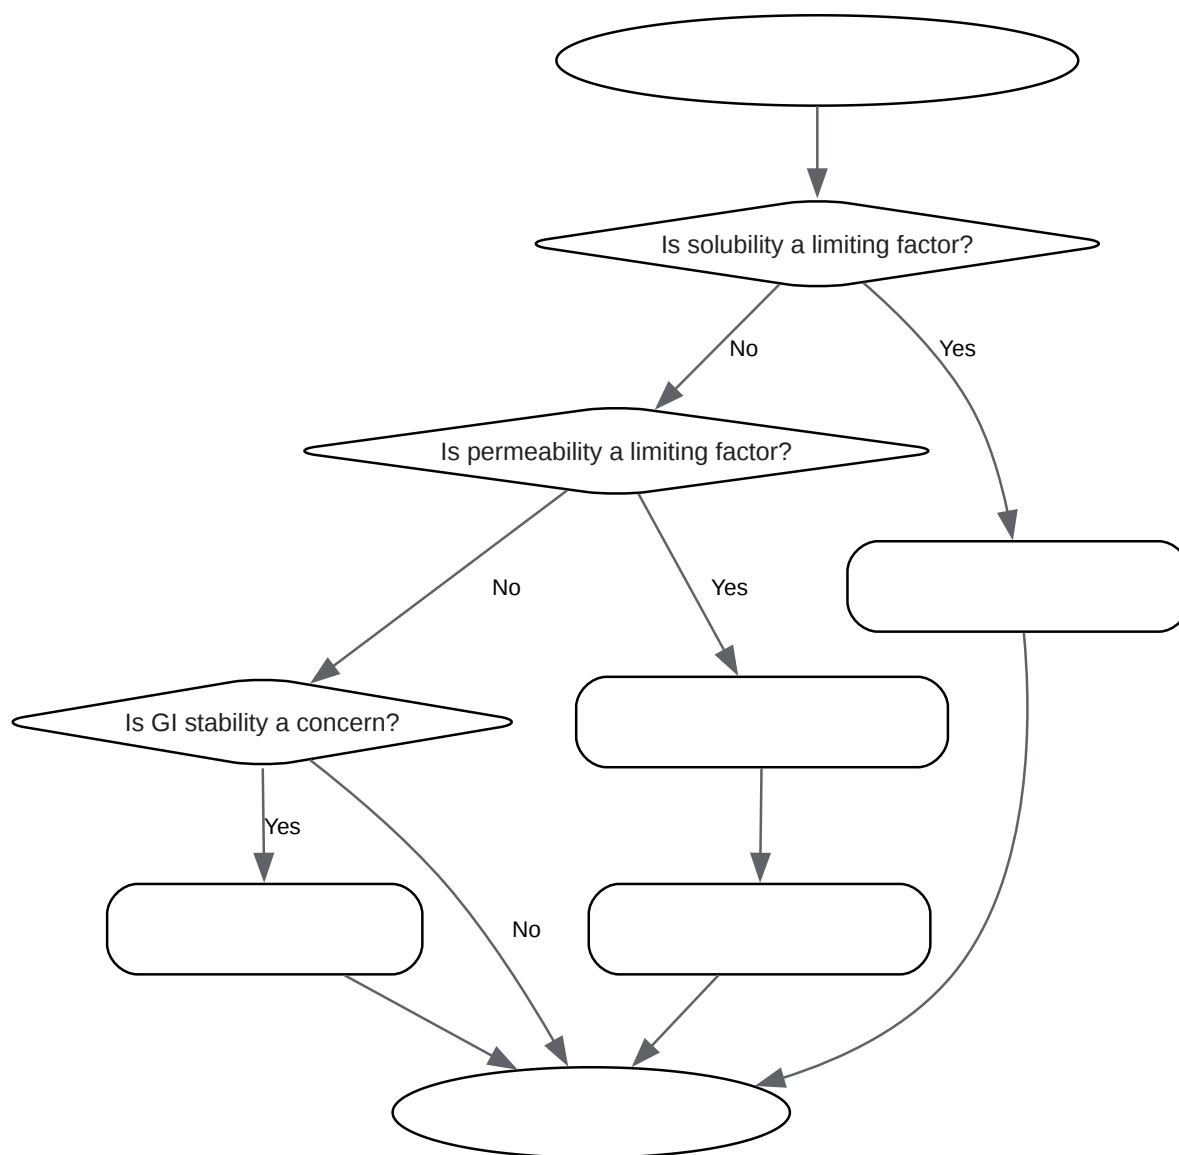 Is solubility a limiting factor?
No
Yes
Is permeability a limiting factor?
No
Yes
Is GI stability a concern?
Yes
No